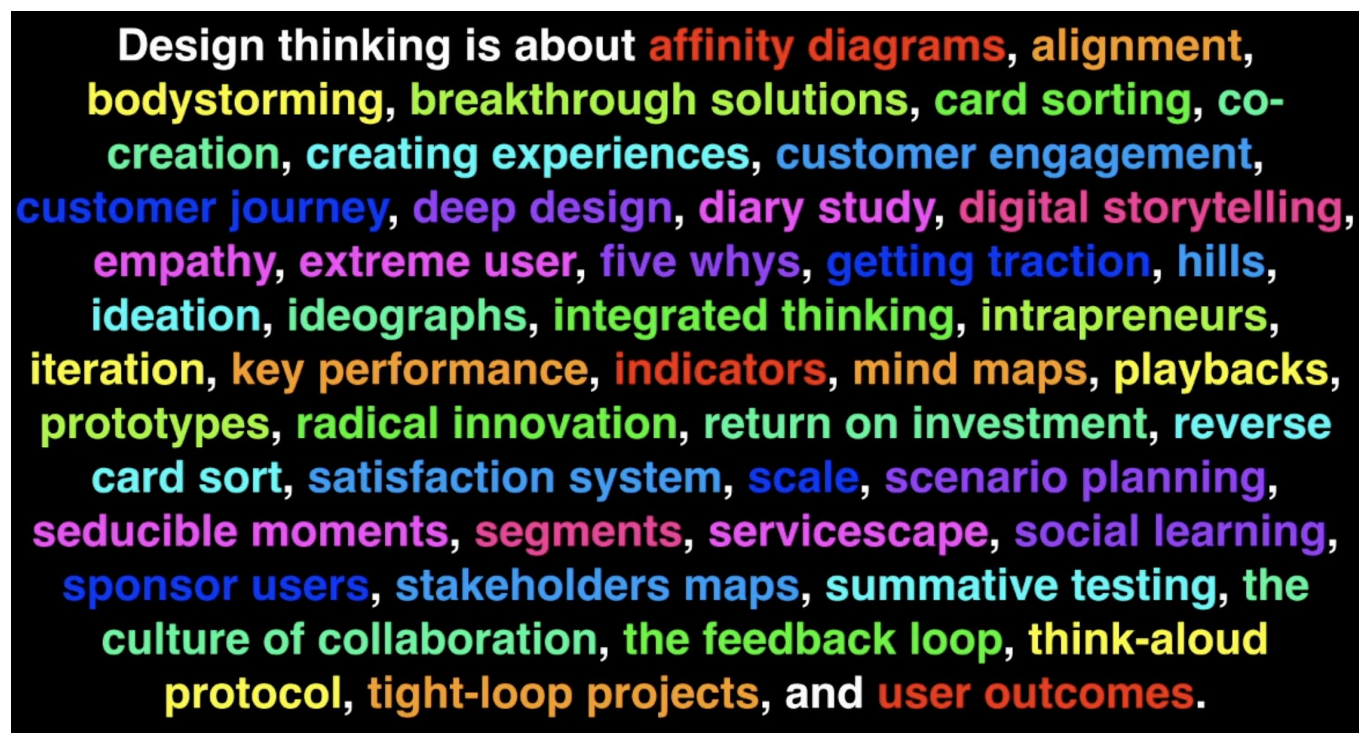 Design thinking is about affinity diagrams, alignment,
bodystorming, breakthrough solutions, card sorting, co-
creation, creating experiences, customer engagement,
customer journey, deep design, diary study, digital storytelling,
empathy, extreme user, five whys, getting traction, hills,
ideation, ideographs, integrated thinking, intrapreneurs,
iteration, key performance, indicators, mind maps, playbacks,
prototypes, radical innovation, return on investment, reverse
card sort, satisfaction system, scale, scenario planning,
seducible moments, segments, servicescape, social learning,
sponsor users, stakeholders maps, summative testing, the
culture of collaboration, the feedback loop, think-aloud
protocol, tight-loop projects, and user outcomes.